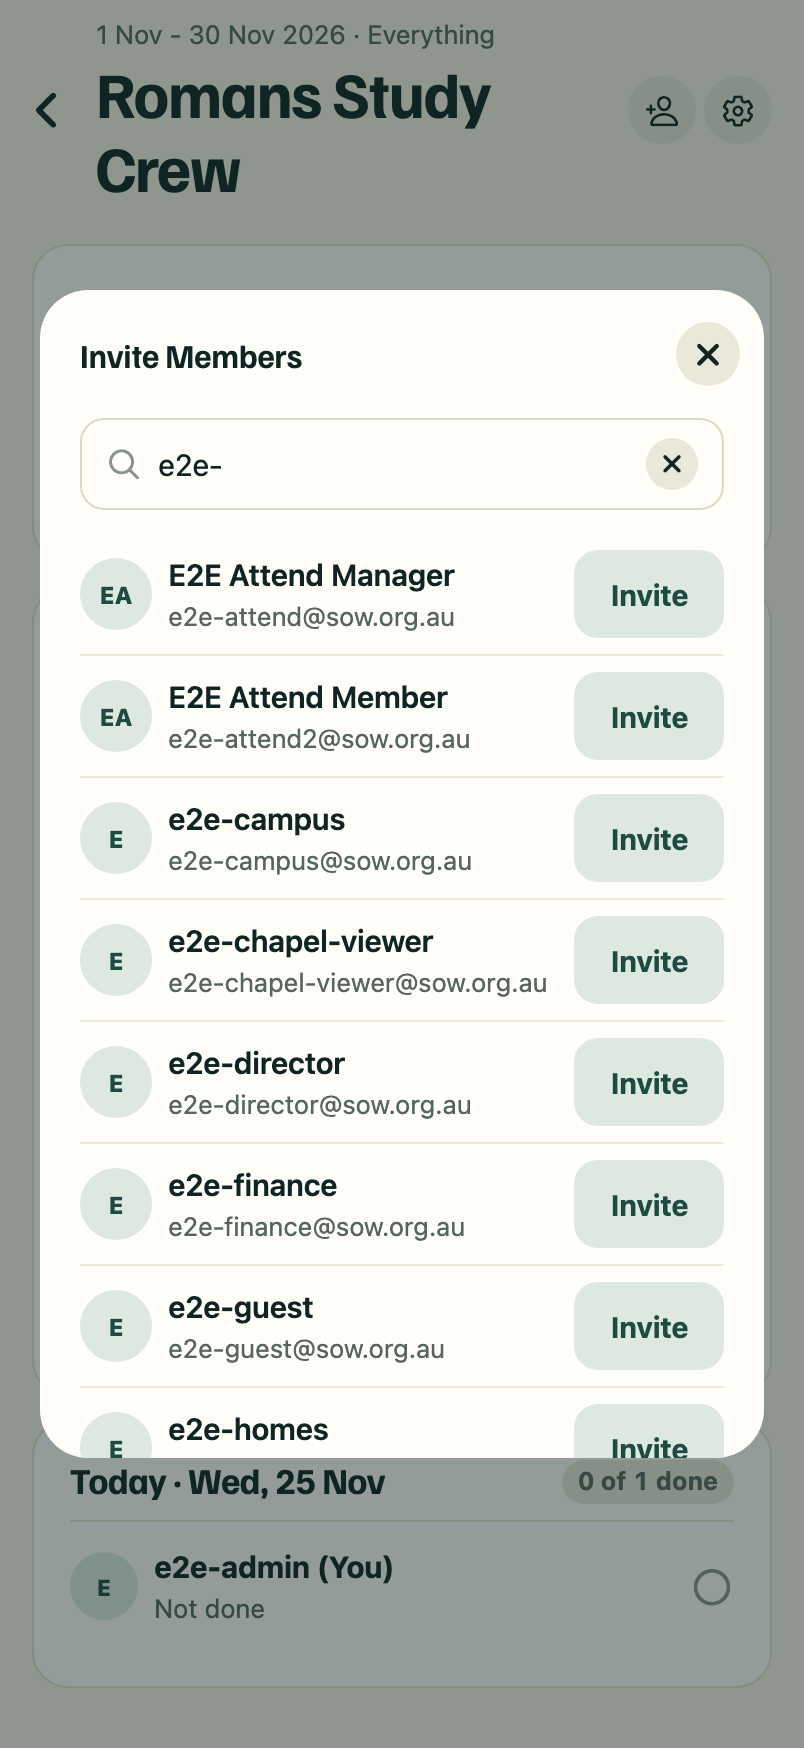 1 Nov - 30 Nov 2026 · Everything
Romans Study
Crew
Invite Members
e2e-
EA
E2E Attend Manager
e2e-attend@sow.org.au
Invite
EA
E2E Attend Member
e2e-attend2@sow.org.au
Invite
E
e2e-campus
e2e-campus@sow.org.au
Invite
E
e2e-chapel-viewer
e2e-chapel-viewer@sow.org.au
Invite
E
e2e-director
e2e-director@sow.org.au
Invite
E
e2e-finance
e2e-finance@sow.org.au
Invite
E
e2e-guest
e2e-guest@sow.org.au
Invite
E
e2e-homes
Invite
Today · Wed, 25 Nov
0 of 1 done
E
e2e-admin (You)
Not done